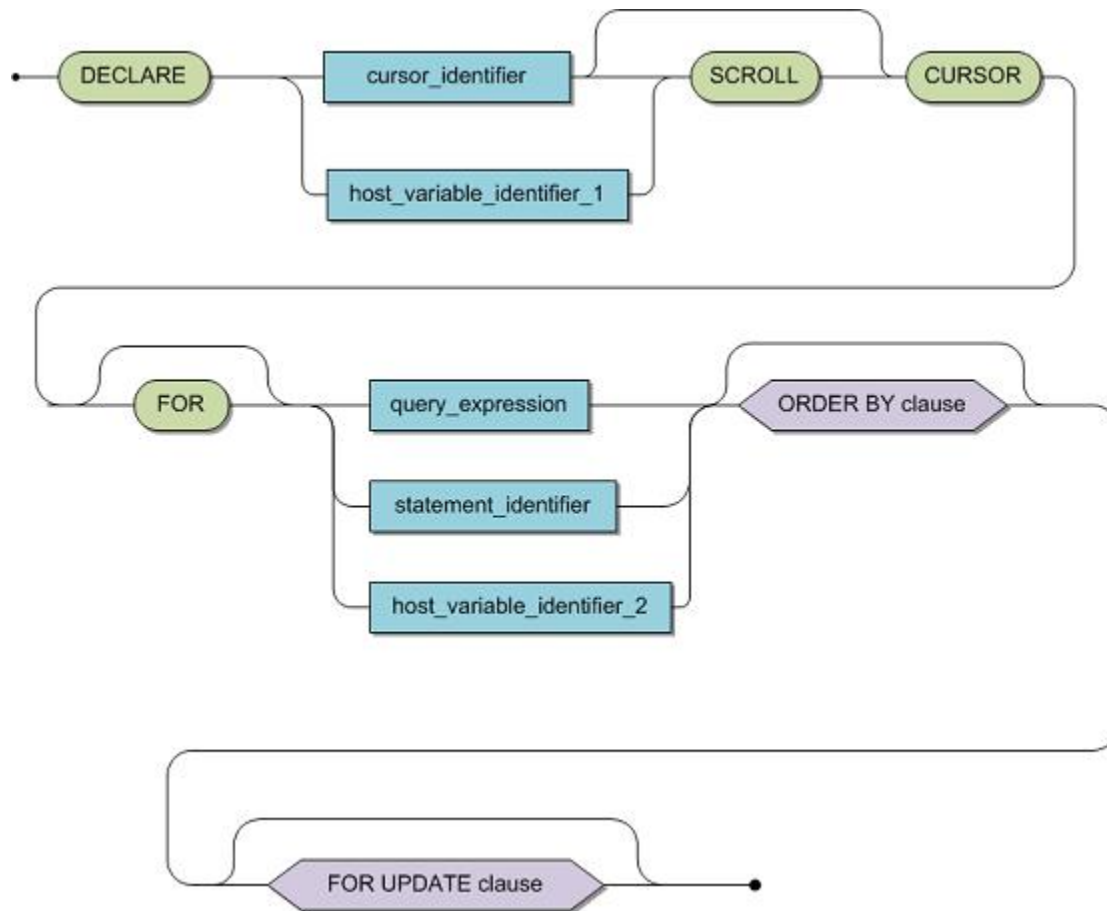 DECLARE
cursor_identifier
SCROLL
CURSOR
host_variable_identifier_1
FOR
query_expression
ORDER BY clause
statement_identifier
host_variable_identifier_2
FOR UPDATE clause